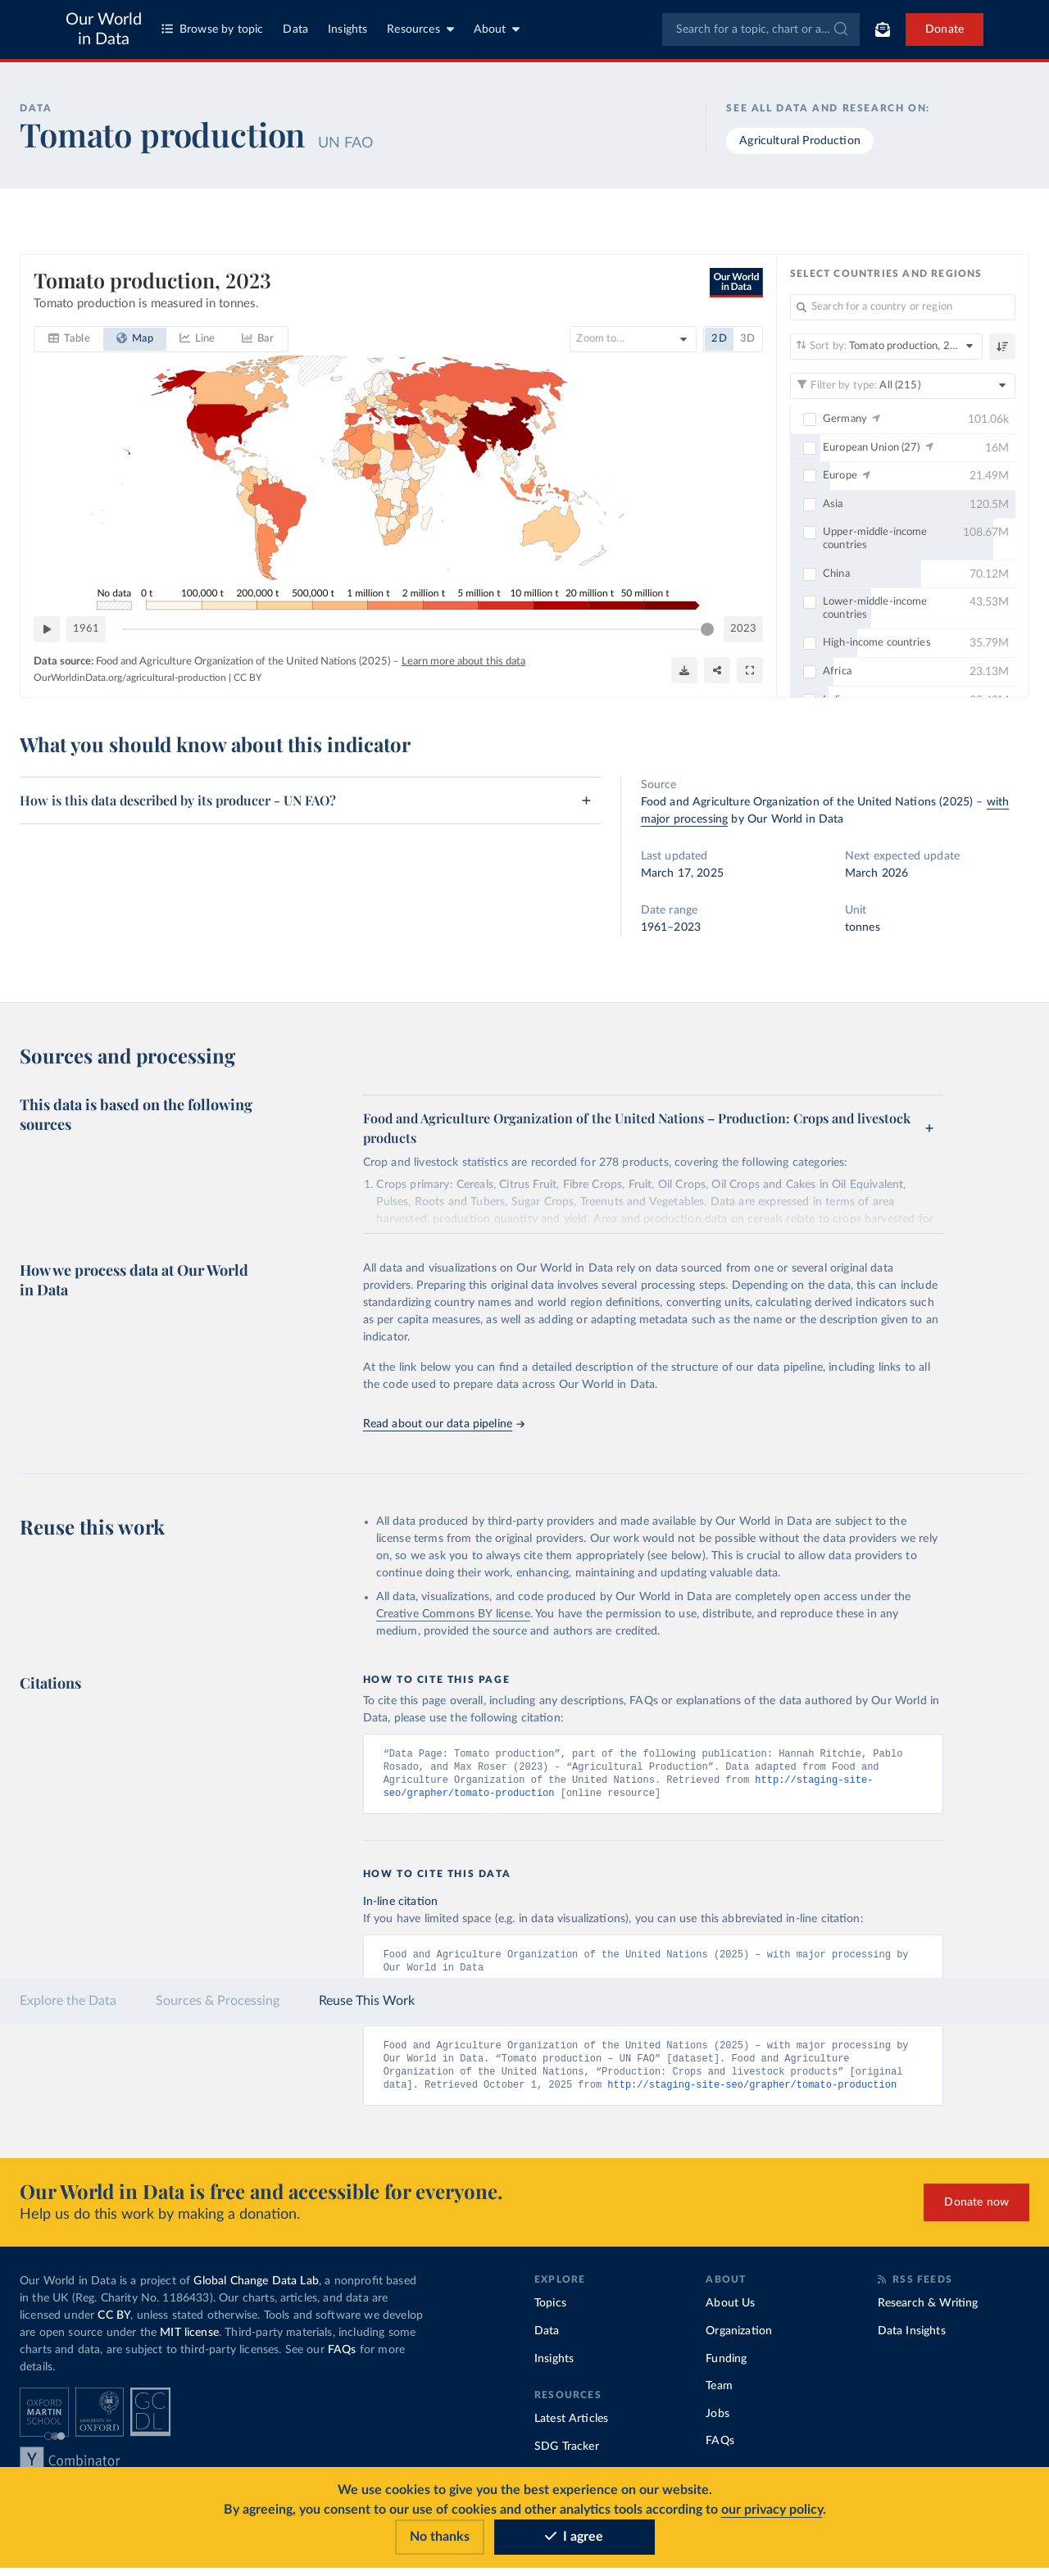 Our World
in Data
Browse by topic
Data
Insights
Resources
About
Search for a topic, chart or a...
Donate
DATA
Tomato production UN FAO
SEE ALL DATA AND RESEARCH ON:
Agricultural Production
Tomato production, 2023
Tomato production is measured in tonnes.
Our World
in Data
Table
Map
Line
Bar
Zoom to...
2D
3D
No data
0 t
100,000 t
200,000 t
500,000 t
1 million t
2 million t
5 million t
10 million t
20 million t
50 million t
1961
2023
Data source: Food and Agriculture Organization of the United Nations (2025) – Learn more about this data
OurWorldinData.org/agricultural-production | CC BY
SELECT COUNTRIES AND REGIONS
Search for a country or region
Sort by: Tomato production, 2...
Filter by type: All (215)
Germany 101.06k
European Union (27) 16M
Europe 21.49M
Asia 120.5M
Upper-middle-income
countries 108.67M
China 70.12M
Lower-middle-income
countries 43.53M
High-income countries 35.79M
Africa 23.13M
What you should know about this indicator
How is this data described by its producer - UN FAO?
+
Source
Food and Agriculture Organization of the United Nations (2025) – with
major processing by Our World in Data
Last updated
March 17, 2025
Next expected update
March 2026
Date range
1961–2023
Unit
tonnes
Sources and processing
This data is based on the following
sources
Food and Agriculture Organization of the United Nations – Production: Crops and livestock
products
+
Crop and livestock statistics are recorded for 278 products, covering the following categories:
1. Crops primary: Cereals, Citrus Fruit, Fibre Crops, Fruit, Oil Crops, Oil Crops and Cakes in Oil Equivalent,
Pulses, Roots and Tubers, Sugar Crops, Treenuts and Vegetables. Data are expressed in terms of area
harvested, production quantity and yield. Area and production data on cereals relate to crops harvested for
How we process data at Our World
in Data
All data and visualizations on Our World in Data rely on data sourced from one or several original data
providers. Preparing this original data involves several processing steps. Depending on the data, this can include
standardizing country names and world region definitions, converting units, calculating derived indicators such
as per capita measures, as well as adding or adapting metadata such as the name or the description given to an
indicator.
At the link below you can find a detailed description of the structure of our data pipeline, including links to all
the code used to prepare data across Our World in Data.
Read about our data pipeline →
Reuse this work
• All data produced by third-party providers and made available by Our World in Data are subject to the
license terms from the original providers. Our work would not be possible without the data providers we rely
on, so we ask you to always cite them appropriately (see below). This is crucial to allow data providers to
continue doing their work, enhancing, maintaining and updating valuable data.
• All data, visualizations, and code produced by Our World in Data are completely open access under the
Creative Commons BY license. You have the permission to use, distribute, and reproduce these in any
medium, provided the source and authors are credited.
Citations
HOW TO CITE THIS PAGE
To cite this page overall, including any descriptions, FAQs or explanations of the data authored by Our World in
Data, please use the following citation:
“Data Page: Tomato production”, part of the following publication: Hannah Ritchie, Pablo
Rosado, and Max Roser (2023) - “Agricultural Production”. Data adapted from Food and
Agriculture Organization of the United Nations. Retrieved from http://staging-site-
seo/grapher/tomato-production [online resource]
HOW TO CITE THIS DATA
In-line citation
If you have limited space (e.g. in data visualizations), you can use this abbreviated in-line citation:
Food and Agriculture Organization of the United Nations (2025) – with major processing by
Our World in Data
Explore the Data
Sources & Processing
Reuse This Work
Food and Agriculture Organization of the United Nations (2025) – with major processing by
Our World in Data. “Tomato production – UN FAO” [dataset]. Food and Agriculture
Organization of the United Nations, “Production: Crops and livestock products” [original
data]. Retrieved October 1, 2025 from http://staging-site-seo/grapher/tomato-production
Our World in Data is free and accessible for everyone.
Help us do this work by making a donation.
Donate now
Our World in Data is a project of Global Change Data Lab, a nonprofit based
in the UK (Reg. Charity No. 1186433). Our charts, articles, and data are
licensed under CC BY, unless stated otherwise. Tools and software we develop
are open source under the MIT license. Third-party materials, including some
charts and data, are subject to third-party licenses. See our FAQs for more
details.
OXFORD
MARTIN
SCHOOL
UNIVERSITY OF
OXFORD
GC
DL
Y Combinator
EXPLORE
Topics
Data
Insights
RESOURCES
Latest Articles
SDG Tracker
ABOUT
About Us
Organization
Funding
Team
Jobs
FAQs
RSS FEEDS
Research & Writing
Data Insights
We use cookies to give you the best experience on our website.
By agreeing, you consent to our use of cookies and other analytics tools according to our privacy policy.
No thanks
I agree